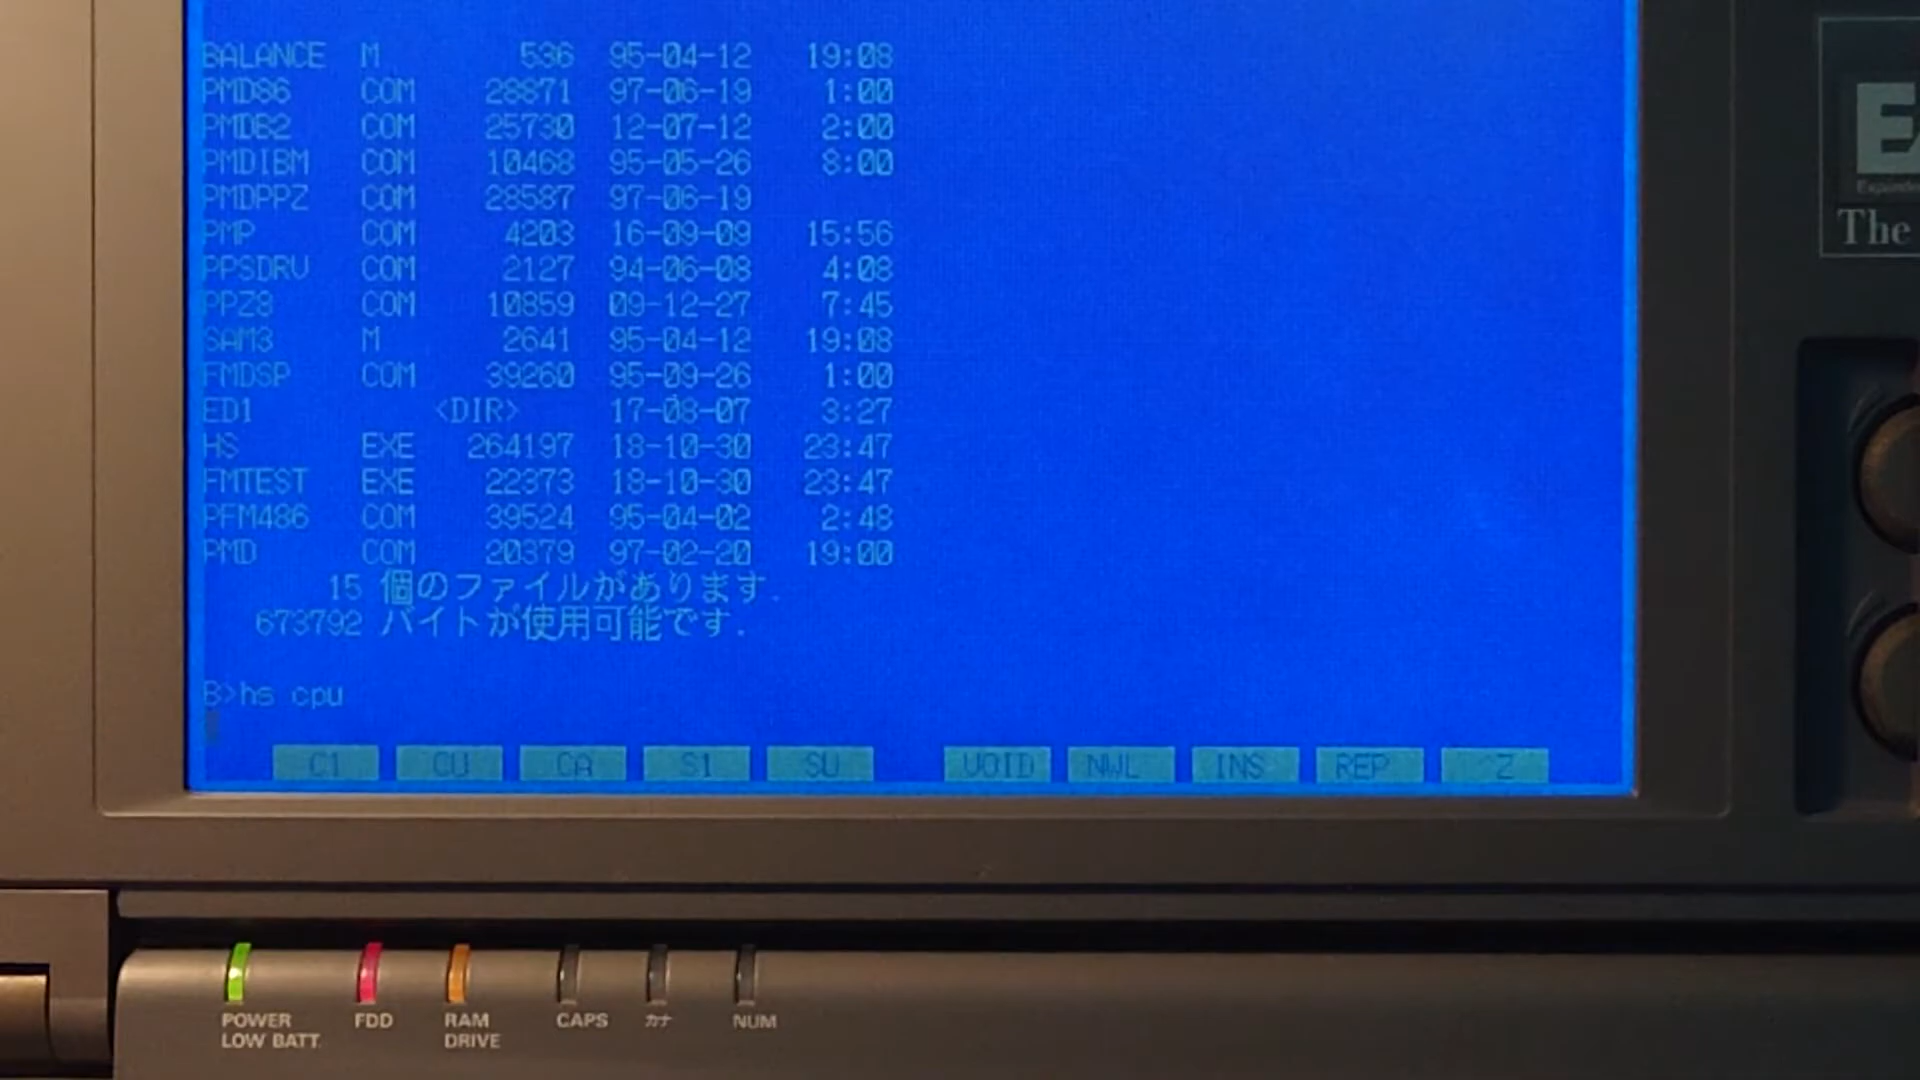 BALANCE M 536 95-04-12 19:08
PMD86 COM 28871 97-06-19 1:00
PMDB2 COM 25730 12-07-12 2:00
PMDIBM COM 10468 95-05-26 8:00
PMDPPZ COM 28587 97-06-19
PMP COM 4203 16-09-09 15:56
PPSDRV COM 2127 94-06-08 4:08
PPZ8 COM 10859 09-12-27 7:45
SAM3 M 2641 95-04-12 19:08
FMDSP COM 39260 95-09-26 1:00
ED1 <DIR> 17-08-07 3:27
HS EXE 264197 18-10-30 23:47
FMTEST EXE 22373 18-10-30 23:47
PFM486 COM 39524 95-04-02 2:48
PMD COM 20379 97-02-20 19:00
15 個のファイルがあります.
673792 バイトが使用可能です.
B>hs cpu
C1 CU CA S1 SU VOID NWL INS REP ^Z
The
POWER FDD RAM CAPS カナ NUM
LOW BATT. DRIVE